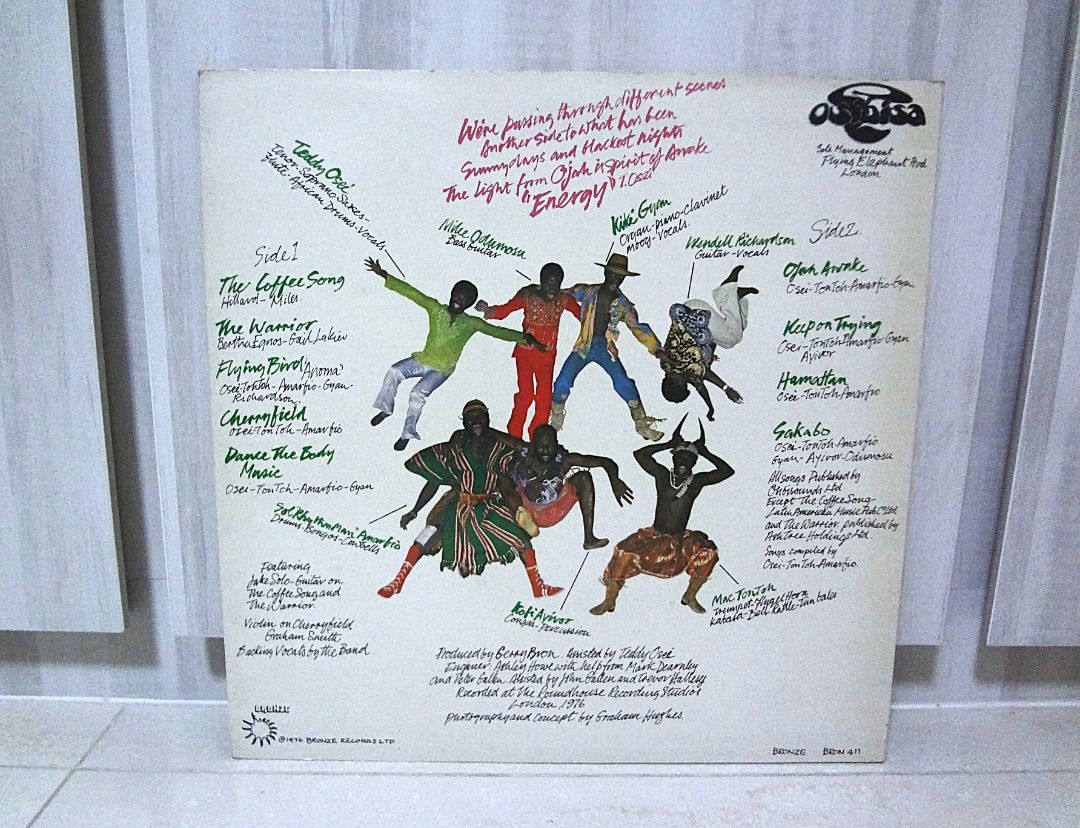 We're passing through different scenes
Another side to what has been
Sunny days and blackest nights
The Light from Ojah is Spirit of Awake
is "Energy" T. Osei
Osibisa
Sole Management
Flying Elephant Prod.
London
Teddy Osei
Tenor-Soprano Saxes-
Flute-African Drums-Vocals.
Mike Odumosu
Bass Guitar
Kiki Gyan
Organ-piano-Clavinet
moog-Vocals.
Wendell Richardson
Guitar-Vocals
Side 1
The Coffee Song
Hillard-Miles
The Warrior
Bertha Egnos-Gail Lakier
Flying Bird 'Anoma'
Osei-TonToh-Amarfio-Gyan-
Richardson.
Cherryfield
Osei-TonToh-Amarfio
Dance The Body
Music
Osei-TonToh-Amarfio-Gyan
Sol 'Rhythm Man' Amarfio
Drums-Bongos-Cowbells
Featuring
Jake Solo-Guitar on
The Coffee Song and
The Warrior.
Violin on Cherryfield
Graham Smith
Backing Vocals by the Band
Side 2.
Ojah Awake
Osei-TonToh-Amarfio-Gyan
Keep on Trying
Osei-TonToh-Amarfio-Gyan
Ayivor
Hamattan
Osei-TonToh-Amarfio
Sakabo
Osei-TonToh-Amarfio
Gyan-Ayivor-Odumosu
All songs Published by
Osibisounds Ltd
Except The Coffee Song-
Latin American Music Pub Co Ltd
and The Warrior. published by
Ashtree Holdings Ltd.
Songs compiled by
Osei-TonToh-Amarfio.
Kofi Ayivor
Congas-Percussion
Mac TonToh
Trumpet-Flugel Horn
Kabasa-Bell Kettle-Tuntales
Produced by Gerry Bron. Assisted by Teddy Osei
Engineer: Ashley Howe with help from Mark Dearnley
and Peter Gallen. Assisted by John Gallen and Trevor Hallesy
Recorded at The Roundhouse Recording Studios
London, 1976
Photography and concept by Graham Hughes.
BRONZE
℗1976 BRONZE RECORDS LTD
BRONZE BRON 411